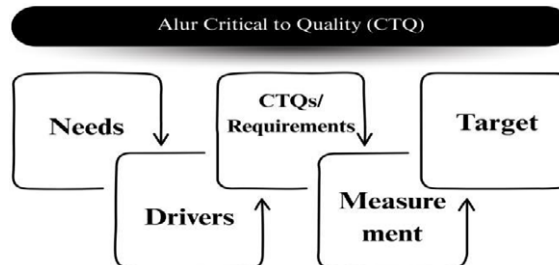 Alur Critical to Quality (CTQ)
Needs
Drivers
CTQs/
Requirements
Measure
ment
Target